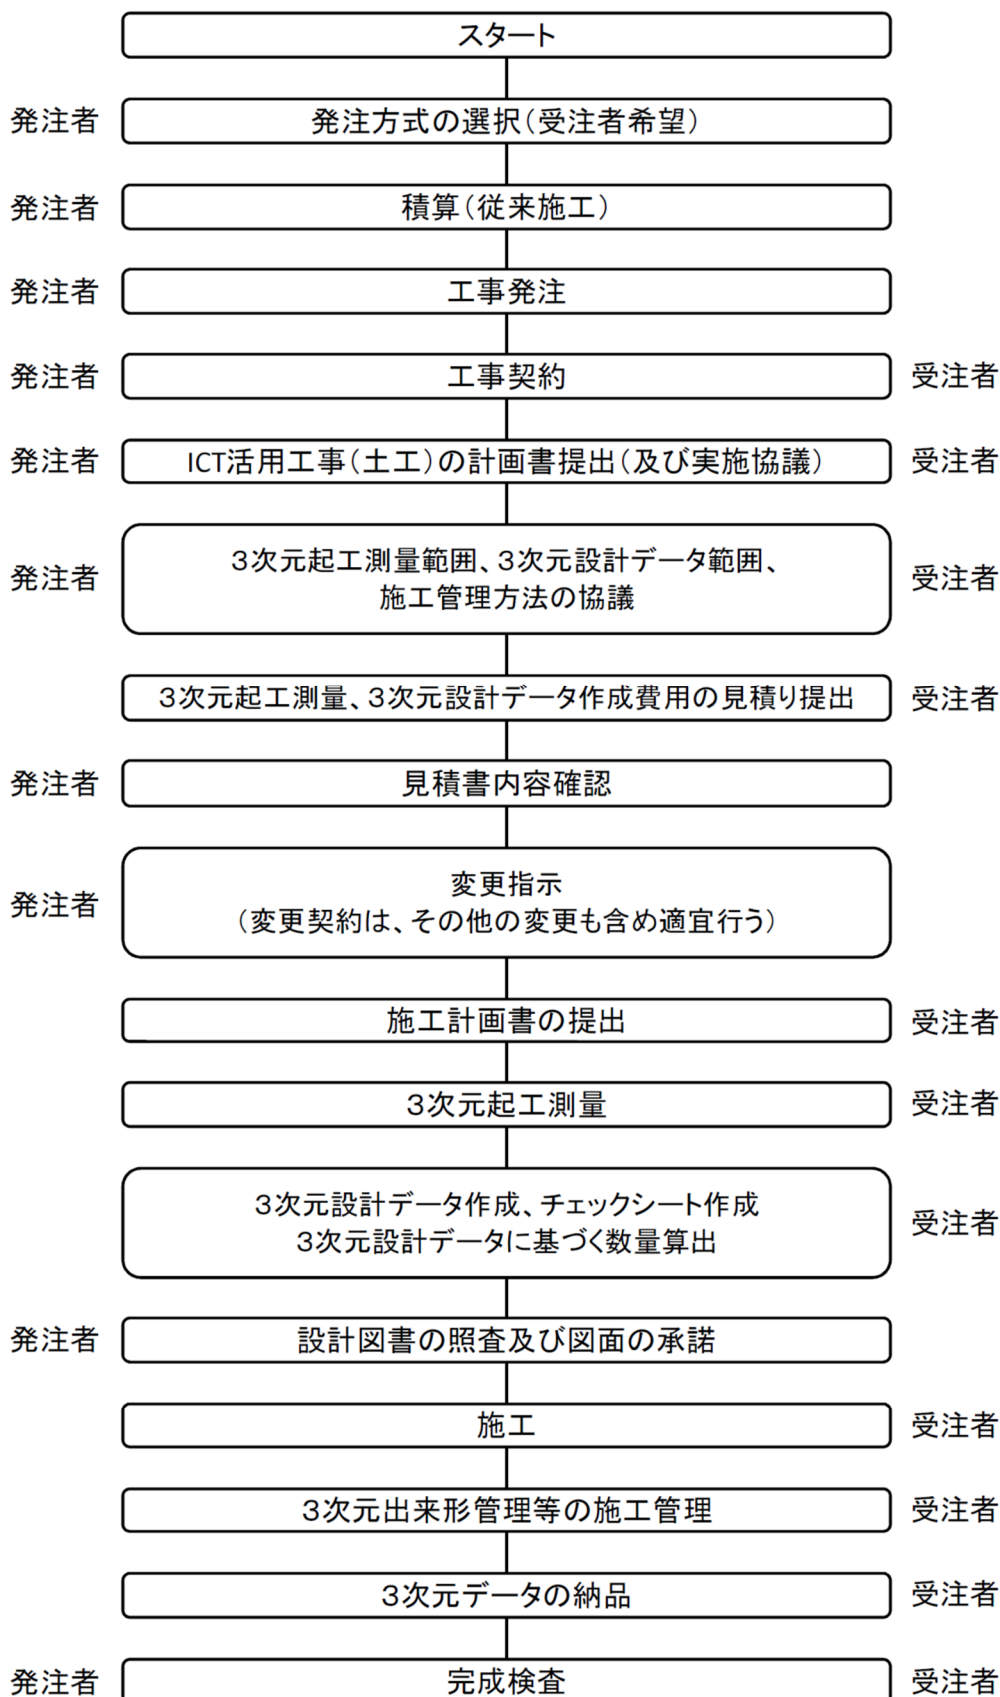 スタート
発注者 発注方式の選択（受注者希望）
発注者 積算（従来施工）
発注者 工事発注
発注者 工事契約 受注者
発注者 ICT活用工事（土工）の計画書提出（及び実施協議） 受注者
３次元起工測量範囲、３次元設計データ範囲、
発注者 施工管理方法の協議 受注者
３次元起工測量、３次元設計データ作成費用の見積り提出 受注者
発注者 見積書内容確認
変更指示
発注者 （変更契約は、その他の変更も含め適宜行う）
施工計画書の提出 受注者
３次元起工測量 受注者
３次元設計データ作成、チェックシート作成
３次元設計データに基づく数量算出 受注者
発注者 設計図書の照査及び図面の承諾
施工 受注者
３次元出来形管理等の施工管理 受注者
３次元データの納品 受注者
発注者 完成検査 受注者